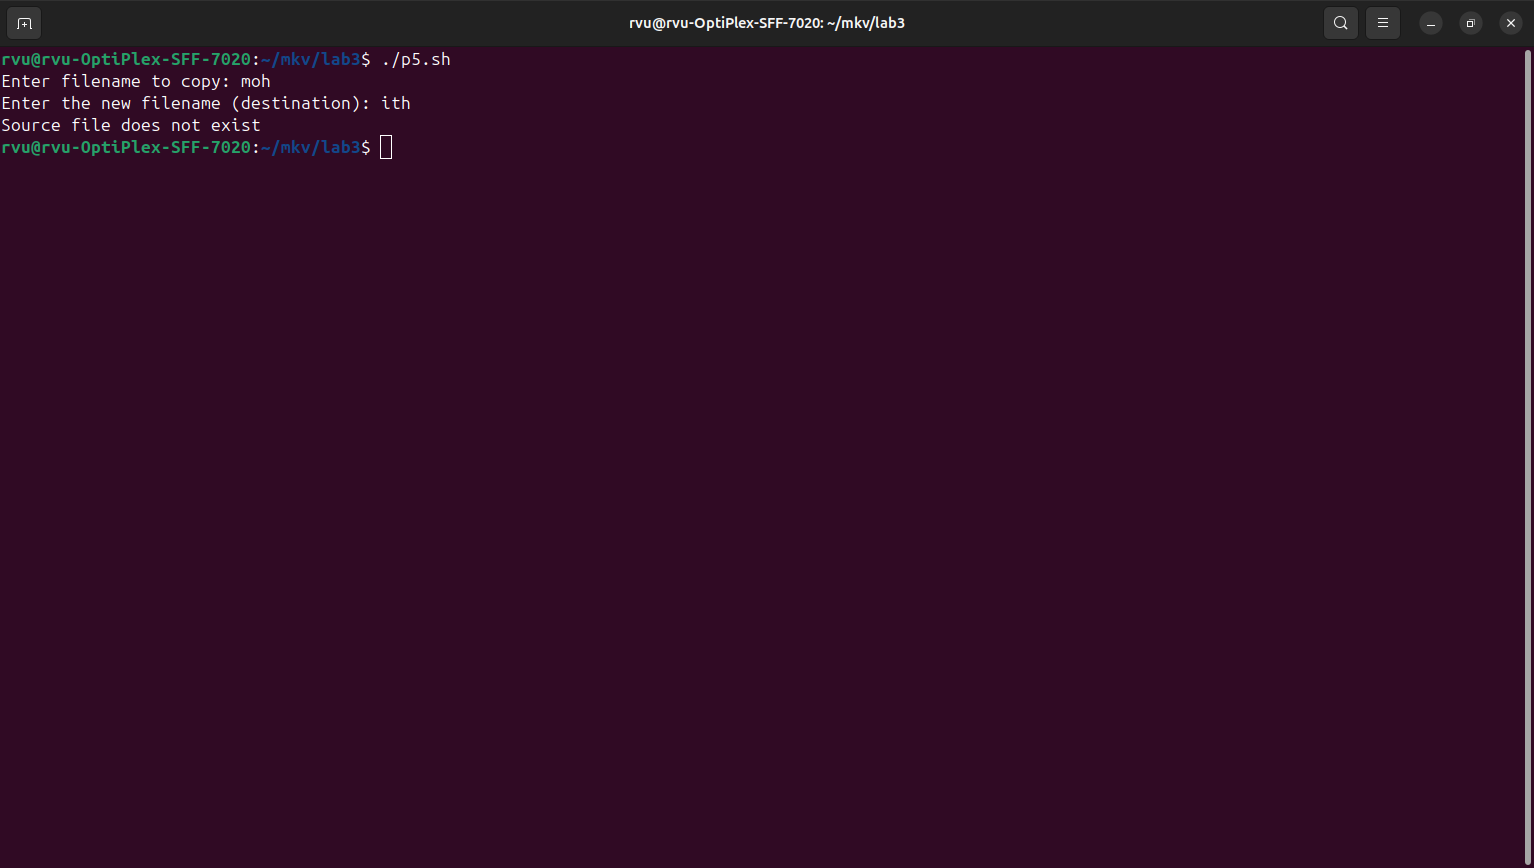 rvu@rvu-OptiPlex-SFF-7020: ~/mkv/lab3
rvu@rvu-OptiPlex-SFF-7020:~/mkv/lab3$ ./p5.sh
Enter filename to copy: moh
Enter the new filename (destination): ith
Source file does not exist
rvu@rvu-OptiPlex-SFF-7020:~/mkv/lab3$